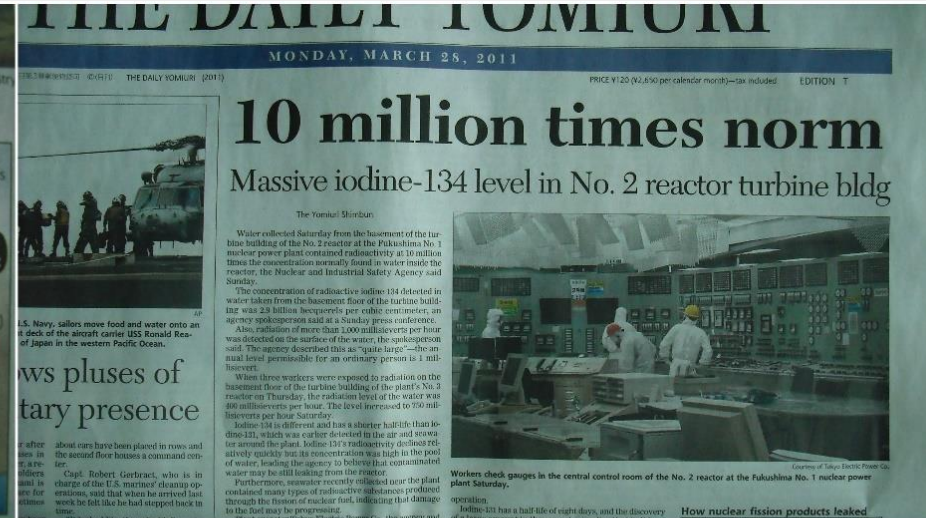 THE DAILY YOMIURI
MONDAY, MARCH 28, 2011
THE DAILY YOMIURI (2011)
PRICE ¥120 (¥2,650 per calendar month)—tax included EDITION T
10 million times norm
Massive iodine-134 level in No. 2 reactor turbine bldg
AP
U.S. Navy, sailors move food and water onto an
deck of the aircraft carrier USS Ronald Rea-
of Japan in the western Pacific Ocean.
ws pluses of
tary presence
after
about cars have been placed in rows and
the second floor houses a command cen-
ter.
Capt. Robert Gerbract, who is in
charge of the U.S. marines' cleanup op-
erations, said that when he arrived last
week he felt like he had stepped back in
time.
The Yomiuri Shimbun
Water collected Saturday from the basement of the tur-
bine building of the No. 2 reactor at the Fukushima No. 1
nuclear power plant contained radioactivity at 10 million
times the concentration normally found in water inside the
reactor, the Nuclear and Industrial Safety Agency said
Sunday.
The concentration of radioactive iodine-134 detected in
water taken from the basement floor of the turbine build-
ing was 2.9 billion becquerels per cubic centimeter, an
agency spokesperson said at a Sunday press conference.
Also, radiation of more than 1,000 millisieverts per hour
was detected on the surface of the water, the spokesperson
said. The agency described this as "quite large"—the an-
nual level permissible for an ordinary person is 1 mil-
lisievert.
When three workers were exposed to radiation on the
basement floor of the turbine building of the plant's No. 3
reactor on Thursday, the radiation level of the water was
400 millisieverts per hour. The level increased to 750 mil-
lisieverts per hour Saturday.
Iodine-134 is different and has a shorter half-life than io-
dine-131, which was earlier detected in the air and seawa-
ter around the plant. Iodine-134's radioactivity declines rel-
atively quickly but its concentration was high in the pool
of water, leading the agency to believe that contaminated
water may be still leaking from the reactor.
Furthermore, seawater recently collected near the plant
contained many types of radioactive substances produced
through the fission of nuclear fuel, indicating that damage
to the fuel may be progressing.
Courtesy of Tokyo Electric Power Co.
Workers check gauges in the central control room of the No. 2 reactor at the Fukushima No. 1 nuclear power
plant Saturday.
operation.
Iodine-131 has a half-life of eight days, and the discovery
How nuclear fission products leaked